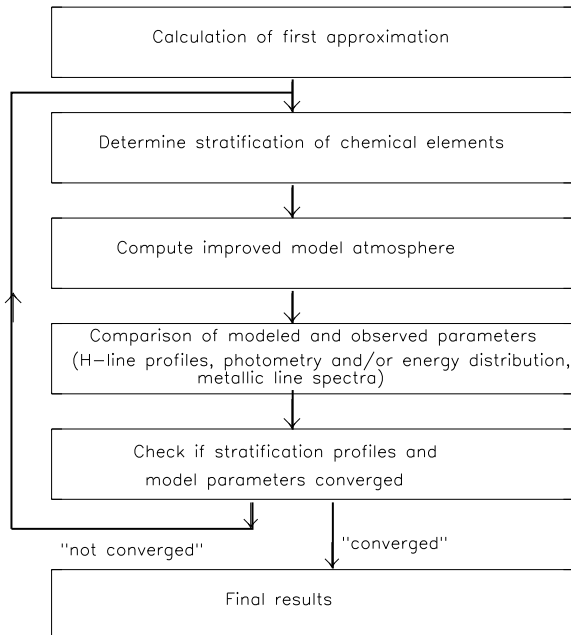 Calculation of first approximation
Determine stratification of chemical elements
Compute improved model atmosphere
Comparison of modeled and observed parameters
(H-line profiles, photometry and/or energy distribution,
metallic line spectra)
Check if stratification profiles and
model parameters converged
"not converged"
"converged"
Final results